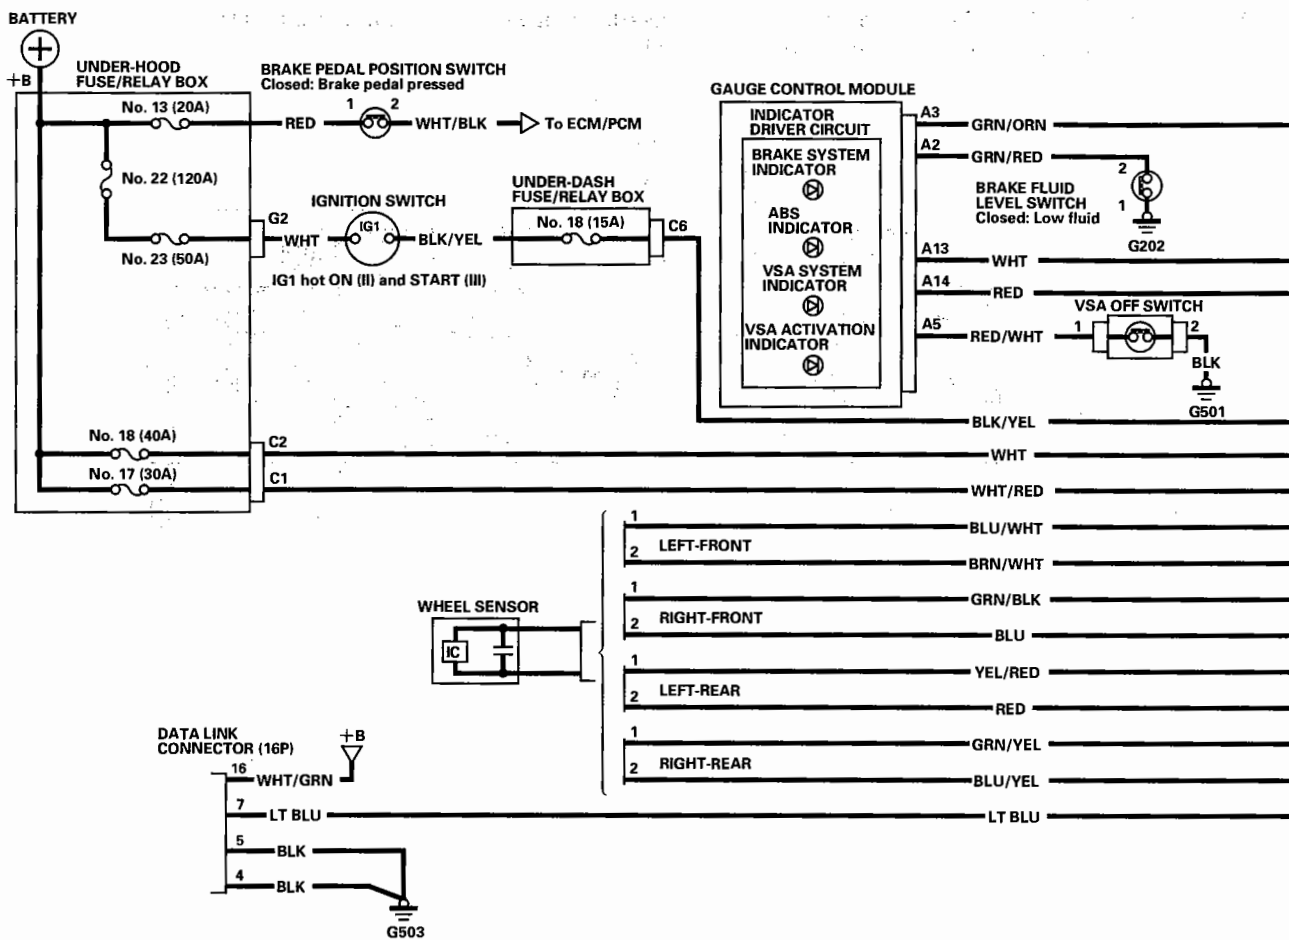 BATTERY
+B
UNDER-HOOD
FUSE/RELAY BOX
No. 13 (20A)
BRAKE PEDAL POSITION SWITCH
Closed: Brake pedal pressed
1 2
RED
WHT/BLK
To ECM/PCM
No. 22 (120A)
G2
No. 23 (50A)
WHT
IGNITION SWITCH
IG1
BLK/YEL
IG1 hot ON (II) and START (III)
UNDER-DASH
FUSE/RELAY BOX
No. 18 (15A)
C6
GAUGE CONTROL MODULE
INDICATOR
DRIVER CIRCUIT
BRAKE SYSTEM
INDICATOR
ABS
INDICATOR
VSA SYSTEM
INDICATOR
VSA ACTIVATION
INDICATOR
A3
GRN/ORN
A2
GRN/RED
2
1
BRAKE FLUID
LEVEL SWITCH
Closed: Low fluid
G202
A13
WHT
A14
RED
A5
RED/WHT
VSA OFF SWITCH
1 2
BLK
G501
BLK/YEL
No. 18 (40A)
C2
WHT
No. 17 (30A)
C1
WHT/RED
WHEEL SENSOR
IC
1
BLU/WHT
LEFT-FRONT
2
BRN/WHT
1
GRN/BLK
RIGHT-FRONT
2
BLU
1
YEL/RED
LEFT-REAR
2
RED
1
GRN/YEL
RIGHT-REAR
2
BLU/YEL
DATA LINK
CONNECTOR (16P)
+B
16
WHT/GRN
7
LT BLU
LT BLU
5
BLK
4
BLK
G503